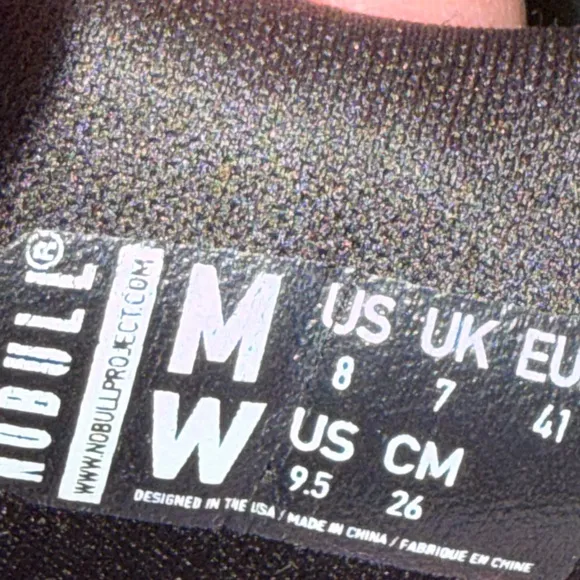 NOBULL®
WWW.NOBULLPROJECT.COM
M US UK EU
8 7 41
W US CM
9.5 26
DESIGNED IN THE USA / MADE IN CHINA / FABRIQUE EN CHINE